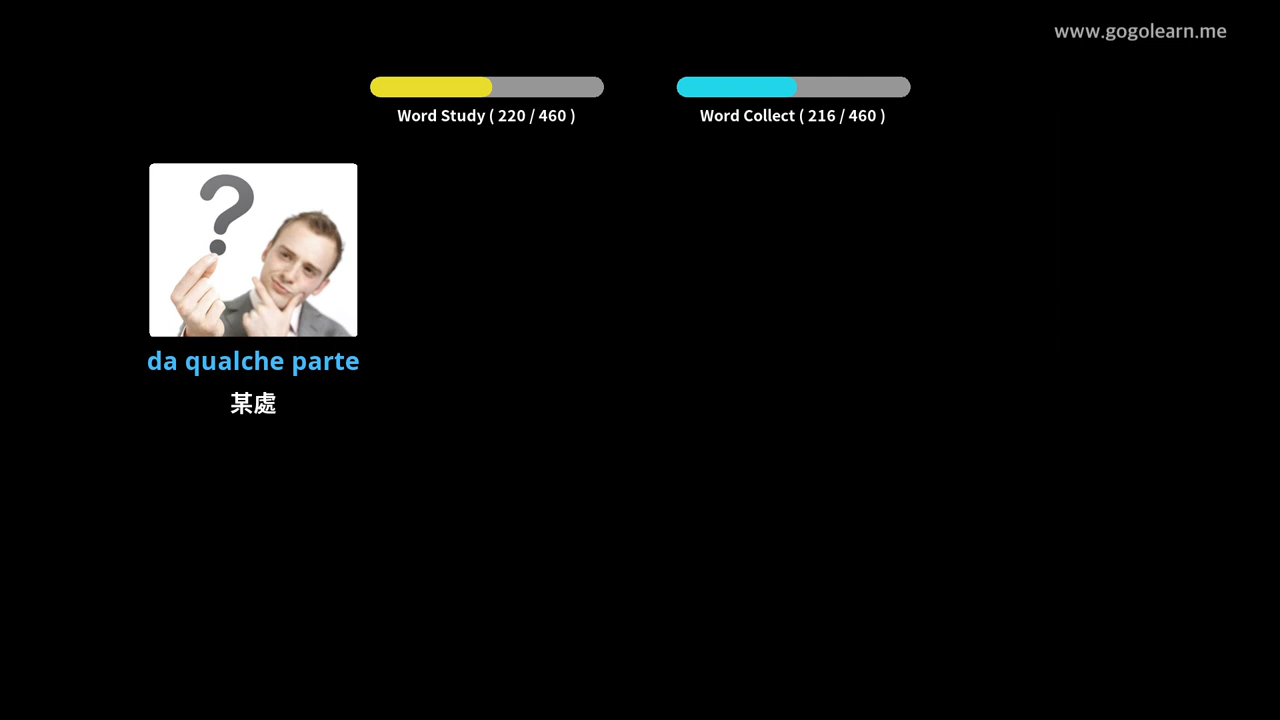 www.gogolearn.me
Word Study ( 220 / 460 )
Word Collect ( 216 / 460 )
?
da qualche parte
某處